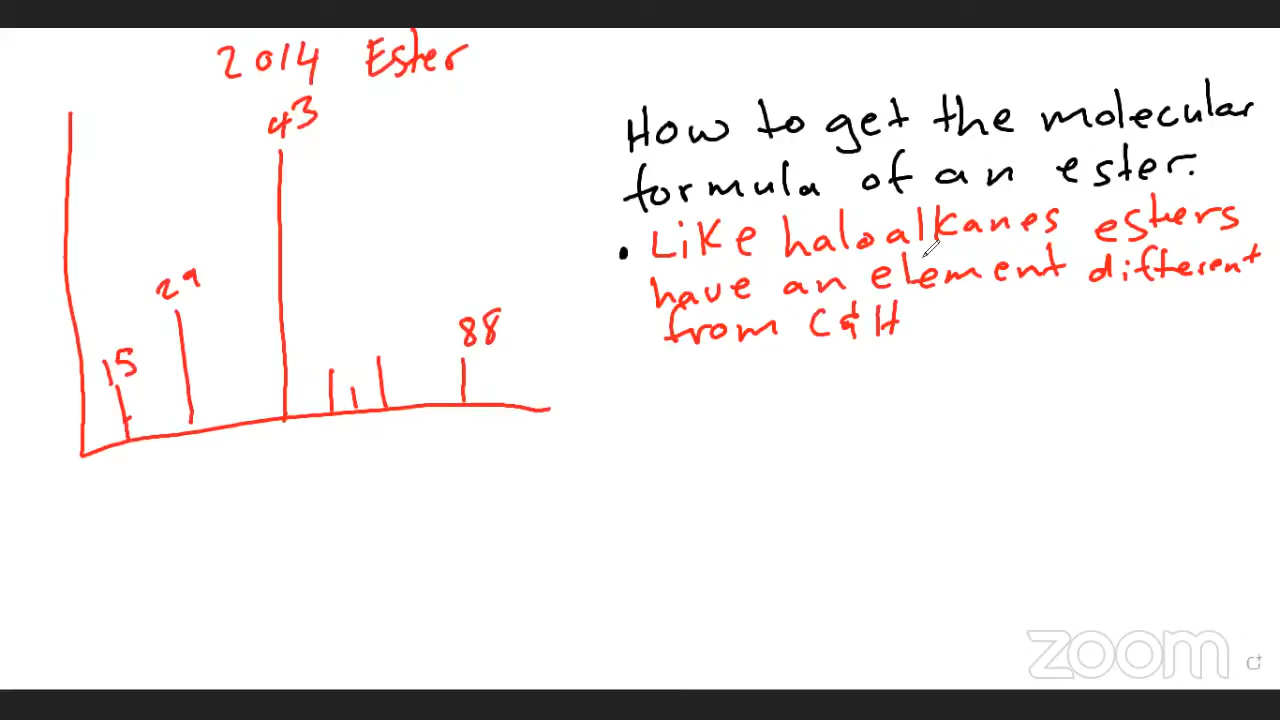 2014 Ester
43
29
15
88
How to get the molecular
formula of an ester.
• Like haloalkanes esters
have an element different
from C & H
zoom